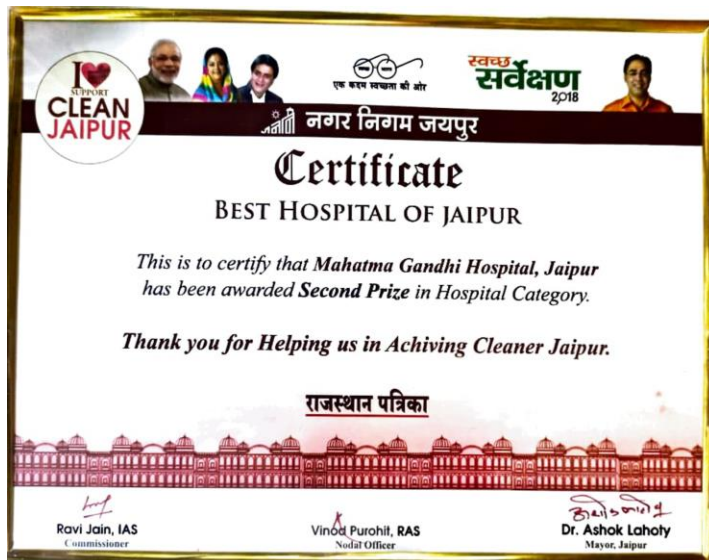 I
SUPPORT
CLEAN
JAIPUR
एक कदम स्वच्छता की ओर
स्वच्छ
सर्वेक्षण
2018
नगर निगम जयपुर
Certificate
BEST HOSPITAL OF JAIPUR
This is to certify that Mahatma Gandhi Hospital, Jaipur
has been awarded Second Prize in Hospital Category.
Thank you for Helping us in Achiving Cleaner Jaipur.
राजस्थान पत्रिका
Ravi Jain, IAS
Commissioner
Vinod Purohit, RAS
Nodal Officer
Dr. Ashok Lahoty
Mayor, Jaipur